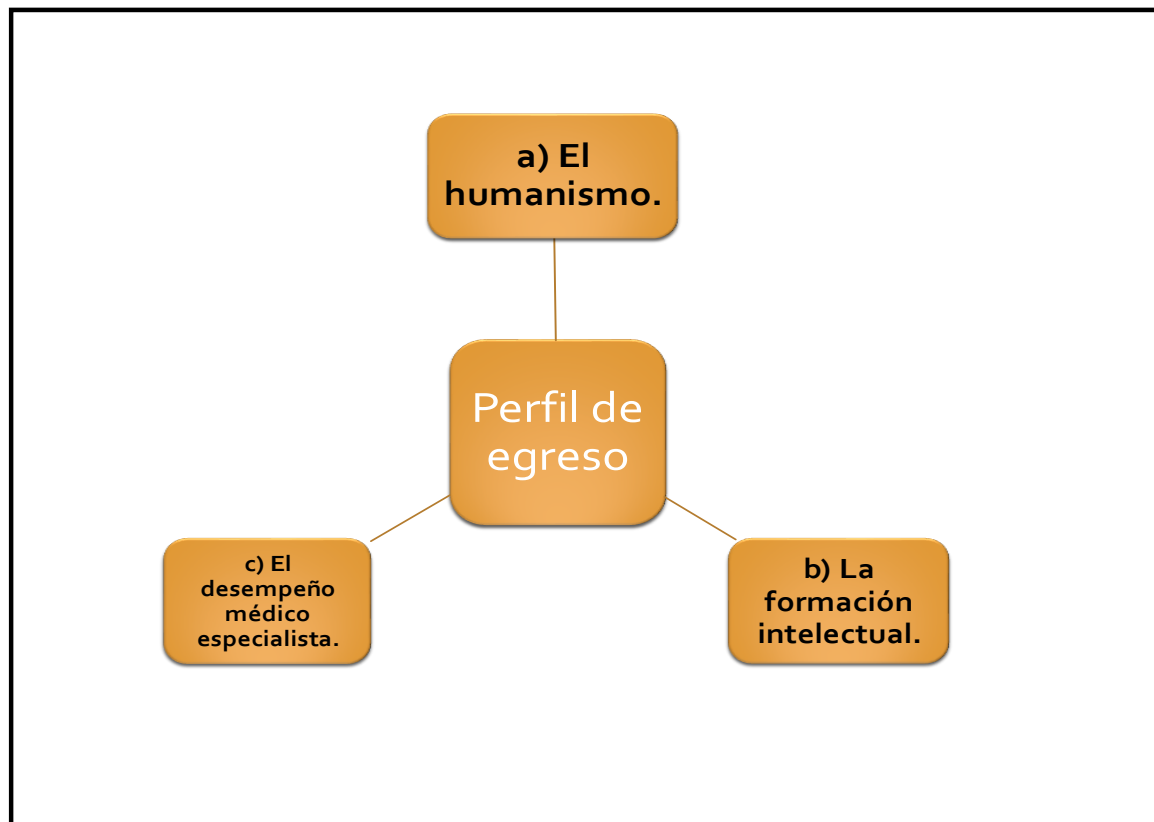 a) El
humanismo.
Perfil de
egreso
c) El
desempeño
médico
especialista.
b) La
formación
intelectual.